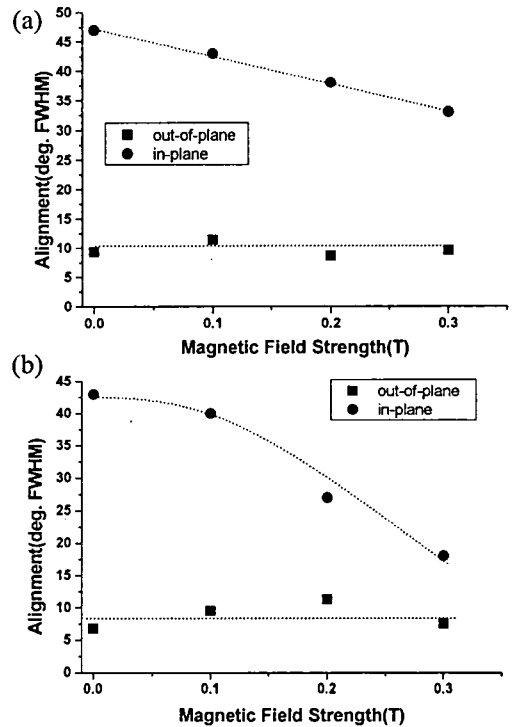 (a)
50
45
40
35
30
25
20
15
10
5
0
Alignment(deg. FWHM)
out-of-plane
in-plane
0.0 0.1 0.2 0.3
Magnetic Field Strength(T)
(b)
45
40
35
30
25
20
15
10
5
0
Alignment(deg. FWHM)
out-of-plane
in-plane
0.0 0.1 0.2 0.3
Magnetic Field Strength(T)